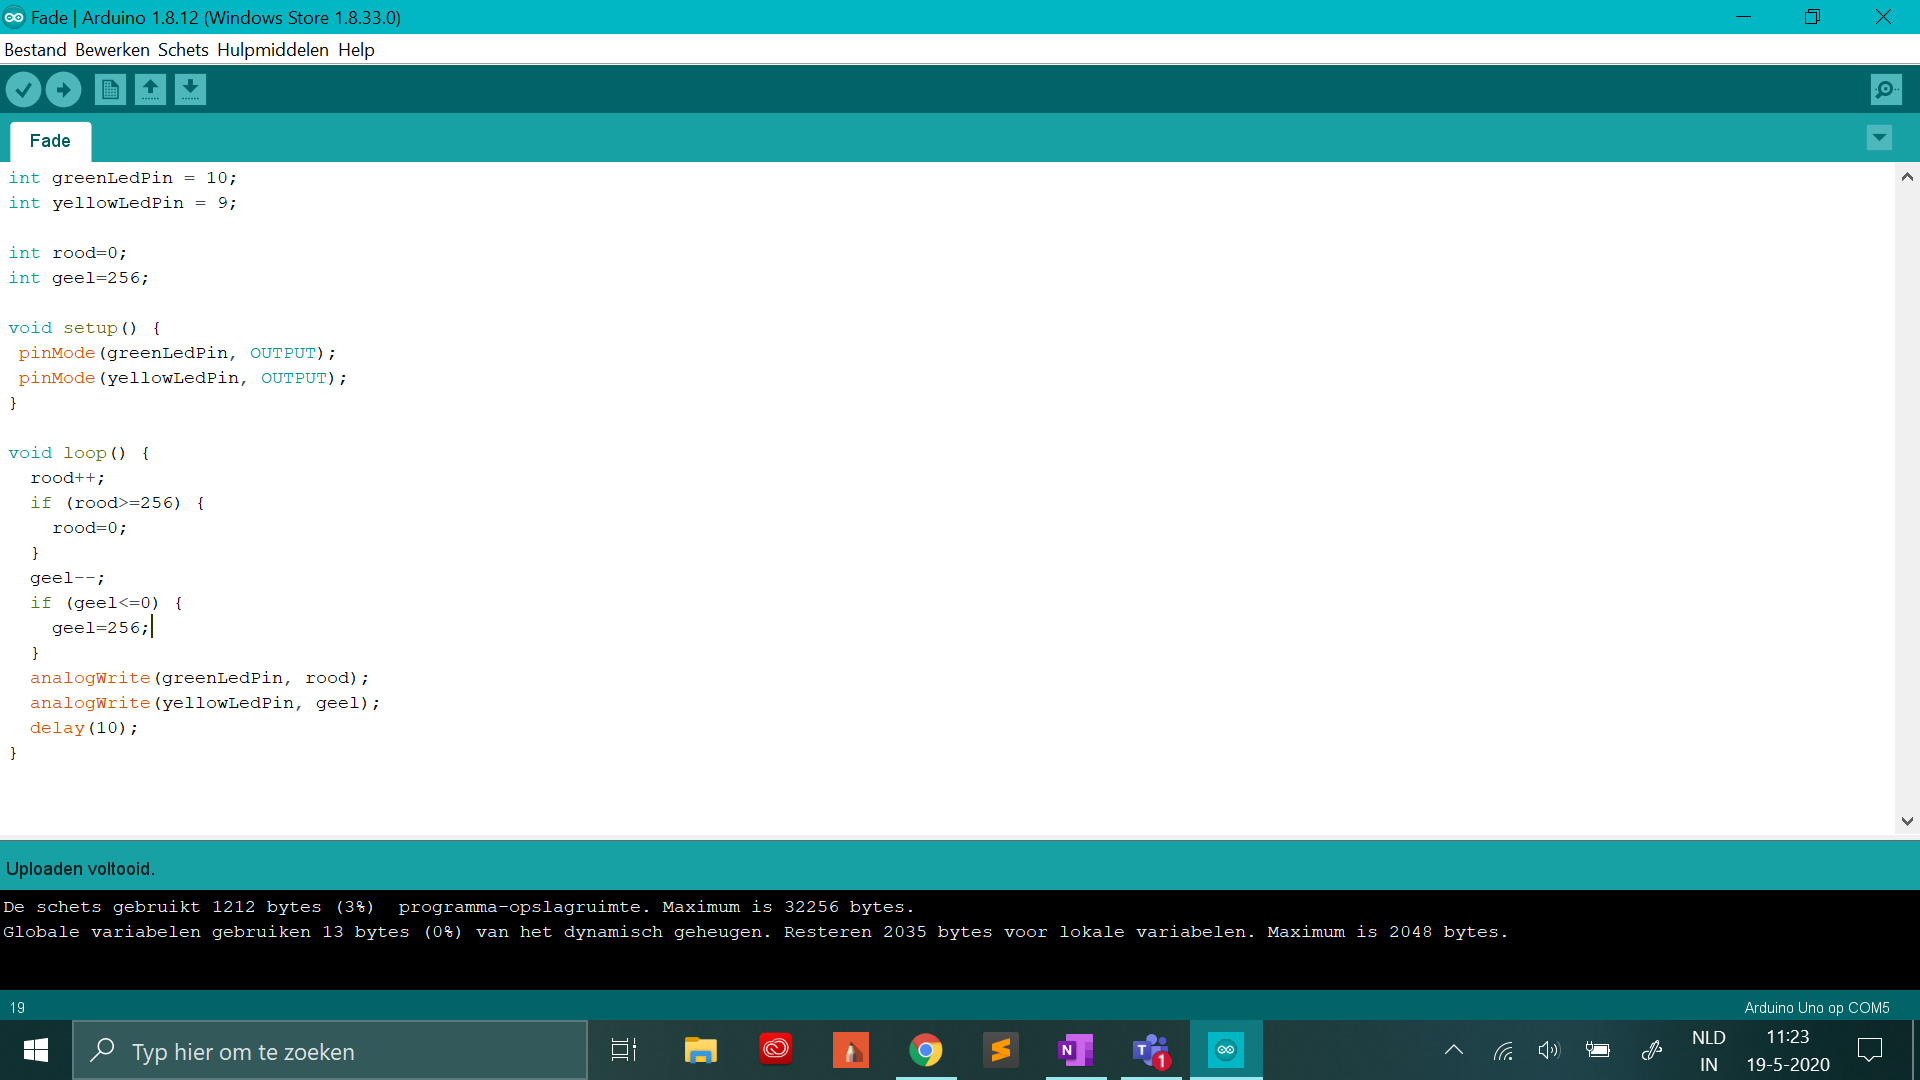 Fade | Arduino 1.8.12 (Windows Store 1.8.33.0)
Bestand Bewerken Schets Hulpmiddelen Help
Fade
int greenLedPin = 10;
int yellowLedPin = 9;
int rood=0;
int geel=256;
void setup() {
pinMode(greenLedPin, OUTPUT);
pinMode(yellowLedPin, OUTPUT);
}
void loop() {
rood++;
if (rood>=256) {
rood=0;
}
geel--;
if (geel<=0) {
geel=256;
}
analogWrite(greenLedPin, rood);
analogWrite(yellowLedPin, geel);
delay(10);
}
Uploaden voltooid.
De schets gebruikt 1212 bytes (3%)  programma-opslagruimte. Maximum is 32256 bytes.
Globale variabelen gebruiken 13 bytes (0%) van het dynamisch geheugen. Resteren 2035 bytes voor lokale variabelen. Maximum is 2048 bytes.
19
Arduino Uno op COM5
Typ hier om te zoeken
N
T
1
NLD
IN
11:23
19-5-2020